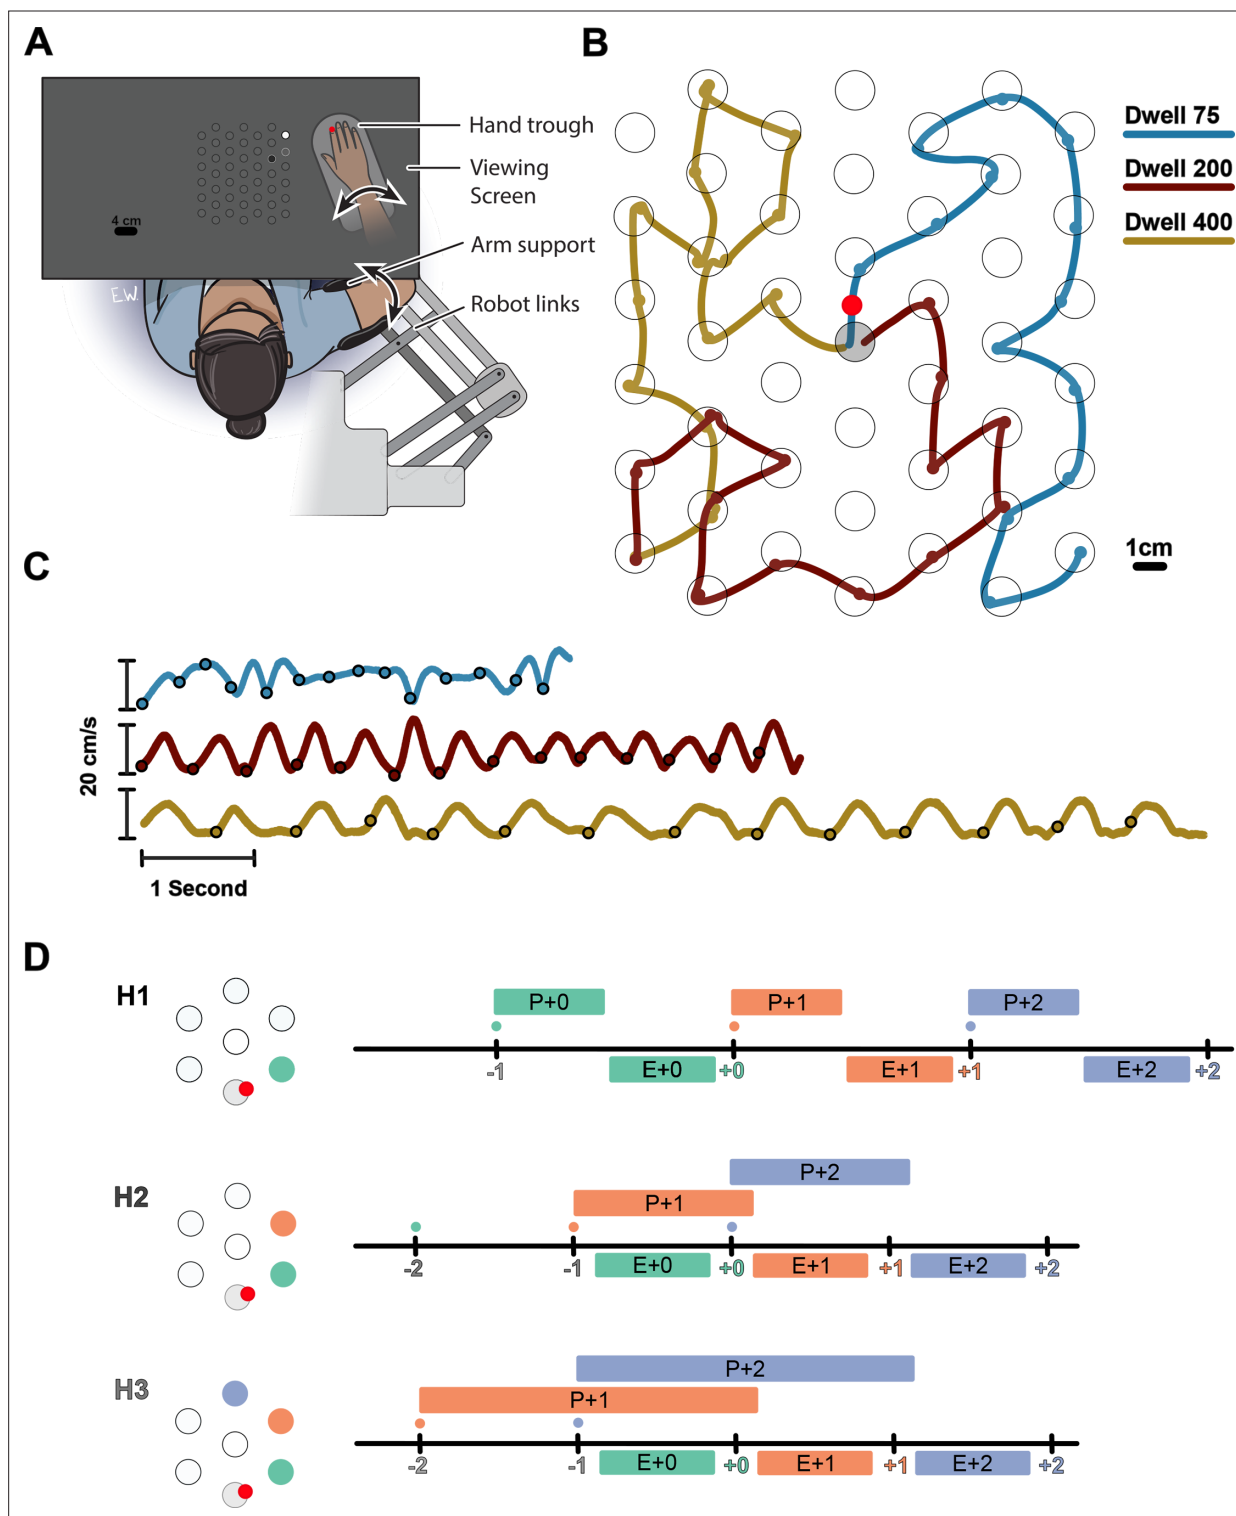 A
Hand trough
Viewing
Screen
Arm support
Robot links
4 cm
E.W.
B
Dwell 75
Dwell 200
Dwell 400
1cm
C
20 cm/s
1 Second
D
H1
P+0
P+1
P+2
E+0
E+1
E+2
-1
+0
+1
+2
H2
P+2
P+1
E+0
E+1
E+2
-2
-1
+0
+1
+2
H3
P+2
P+1
E+0
E+1
E+2
-2
-1
+0
+1
+2